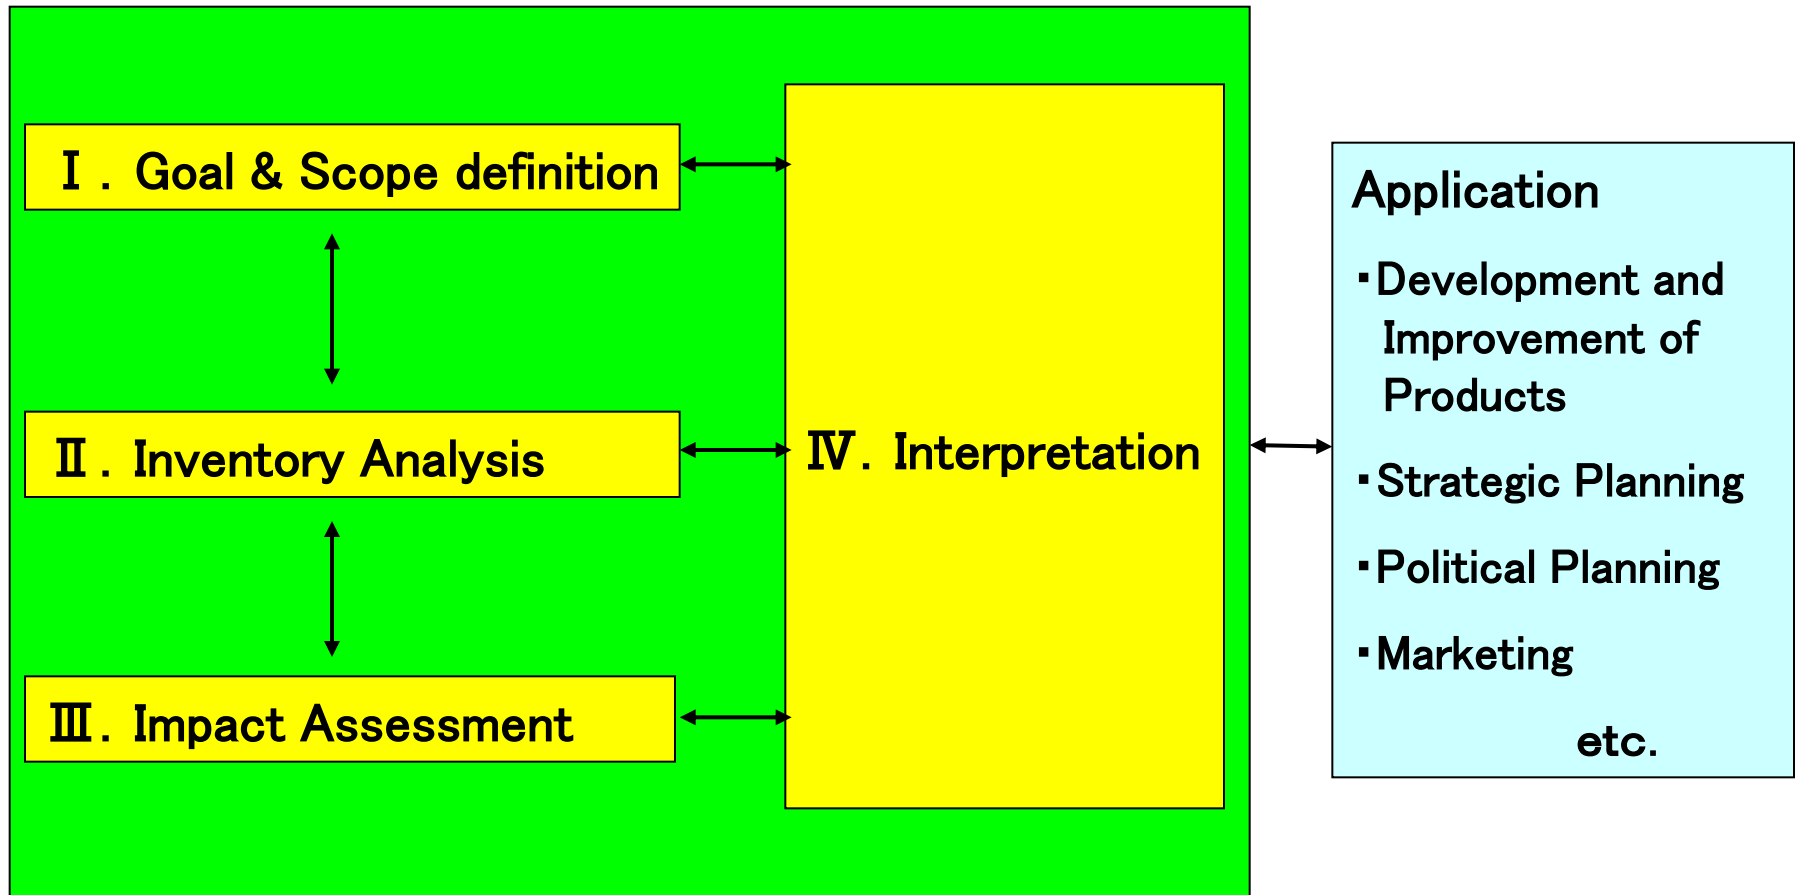 Ⅰ. Goal & Scope definition
Ⅱ. Inventory Analysis
Ⅲ. Impact Assessment
Ⅳ. Interpretation
Application
・Development and
Improvement of
Products
・Strategic Planning
・Political Planning
・Marketing
etc.